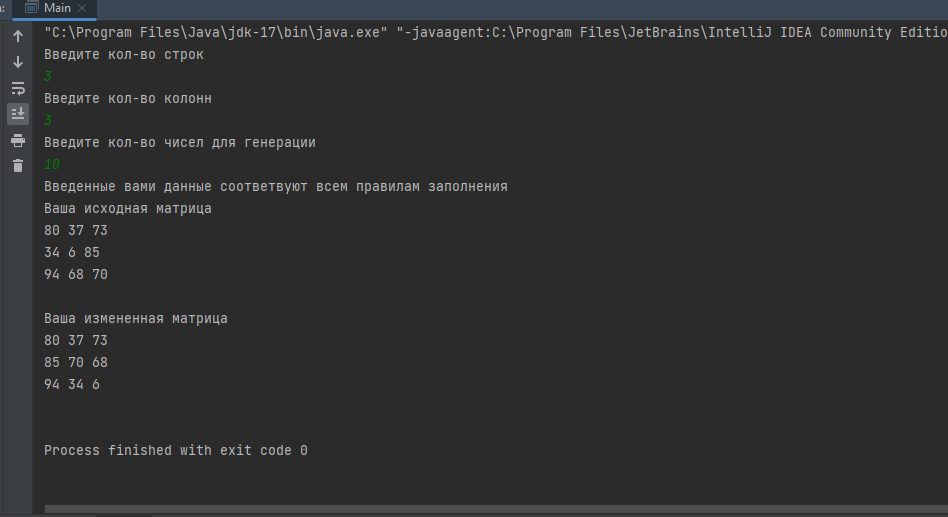 Main
"C:\Program Files\Java\jdk-17\bin\java.exe" "-javaagent:C:\Program Files\JetBrains\IntelliJ IDEA Community Editio
Введите кол-во строк
3
Введите кол-во колонн
3
Введите кол-во чисел для генерации
10
Введенные вами данные соответвуют всем правилам заполнения
Ваша исходная матрица
80 37 73
34 6 85
94 68 70
Ваша измененная матрица
80 37 73
85 70 68
94 34 6
Process finished with exit code 0